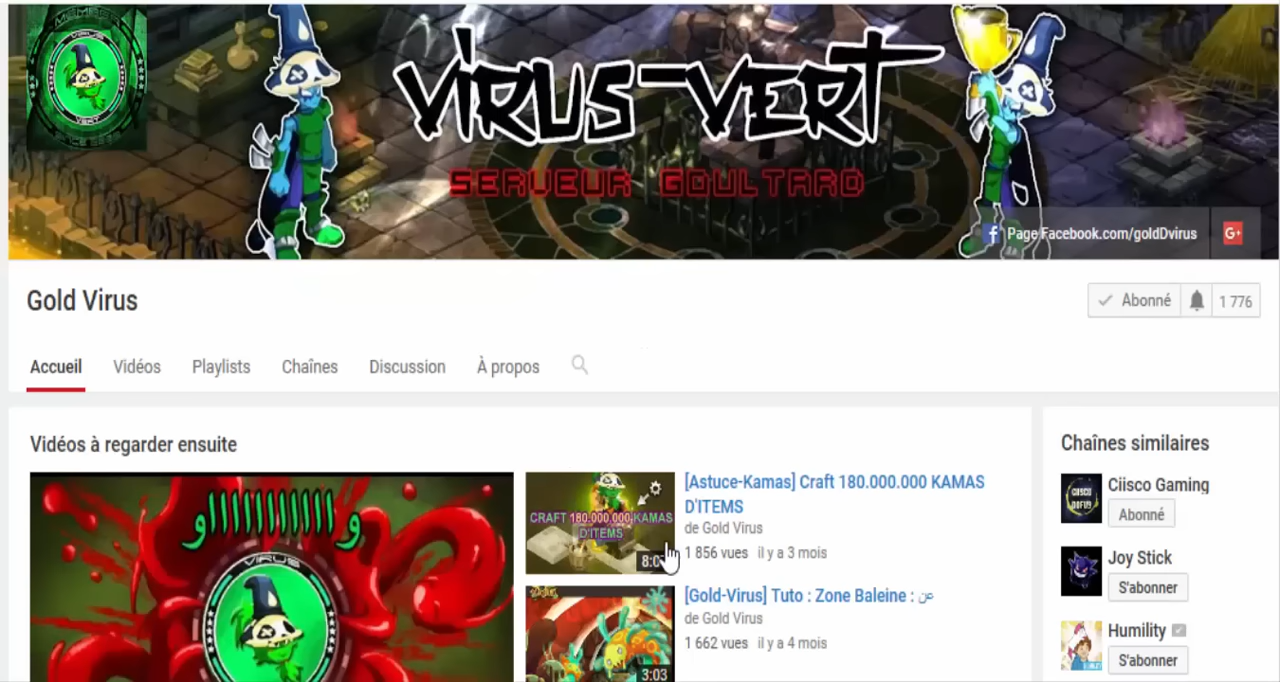 VIRUS
VERT
VIRUS-VERT
SERVEUR GOULTARD
Page Facebook.com/goldDvirus
G+
Gold Virus
Abonné
1 776
Accueil
Vidéos
Playlists
Chaînes
Discussion
À propos
Vidéos à regarder ensuite
VIRUS
CRAFT 180.000.000 KAMAS
D'ITEMS
[Astuce-Kamas] Craft 180.000.000 KAMAS
D'ITEMS
de Gold Virus
1 856 vues il y a 3 mois
[Gold-Virus] Tuto : Zone Baleine : ص
de Gold Virus
1 662 vues il y a 4 mois
3:03
Chaînes similaires
Ciisco Gaming
Abonné
Joy Stick
S'abonner
Humility
S'abonner